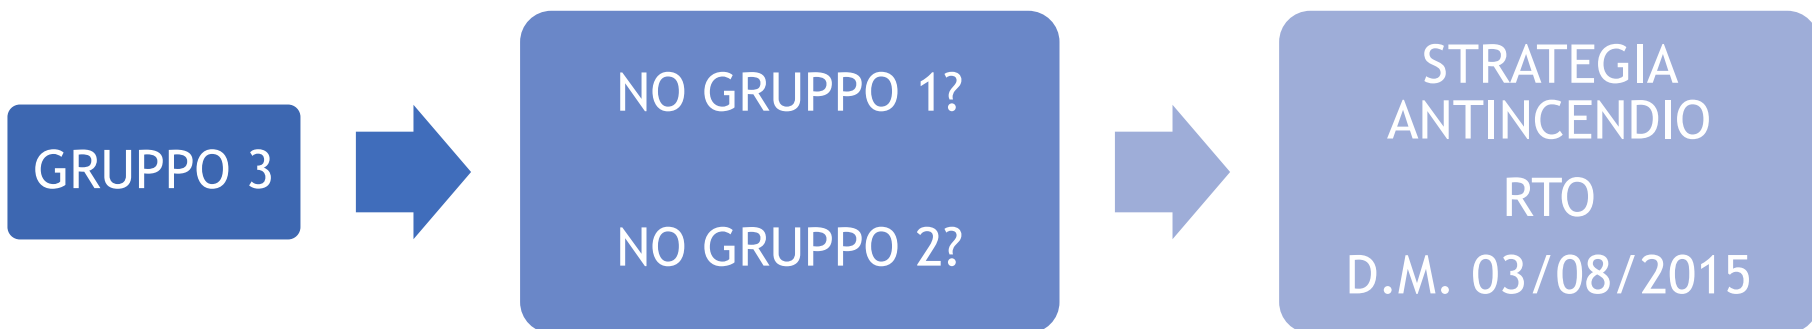 GRUPPO 3
NO GRUPPO 1?
NO GRUPPO 2?
STRATEGIA
ANTINCENDIO
RTO
D.M. 03/08/2015